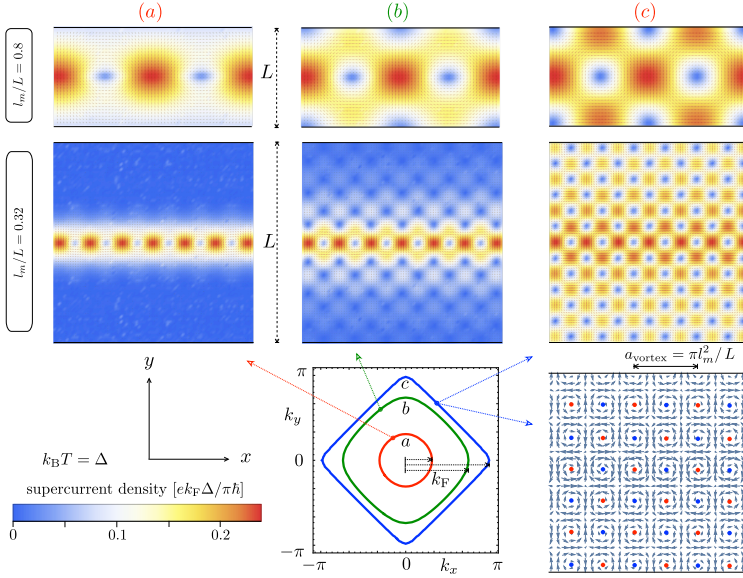 (a) (b) (c)
l_m/L = 0.8
L
l_m/L = 0.32
L
a_vortex = πl_m^2/L
y
x
k_BT = Δ
supercurrent density [ek_FΔ/πħ]
0 0.1 0.2
π
k_y
0
−π
c
b
a
k_F
−π 0 k_x π